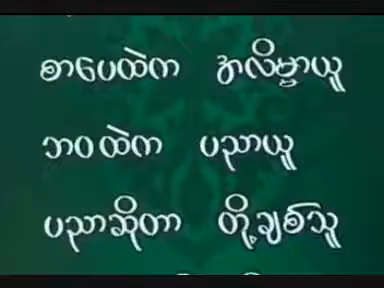 စာပေထဲက အလိမ္မာယူ
ဘဝထဲက ပညာယူ
ပညာဆိုတာ တို့ချစ်သူ